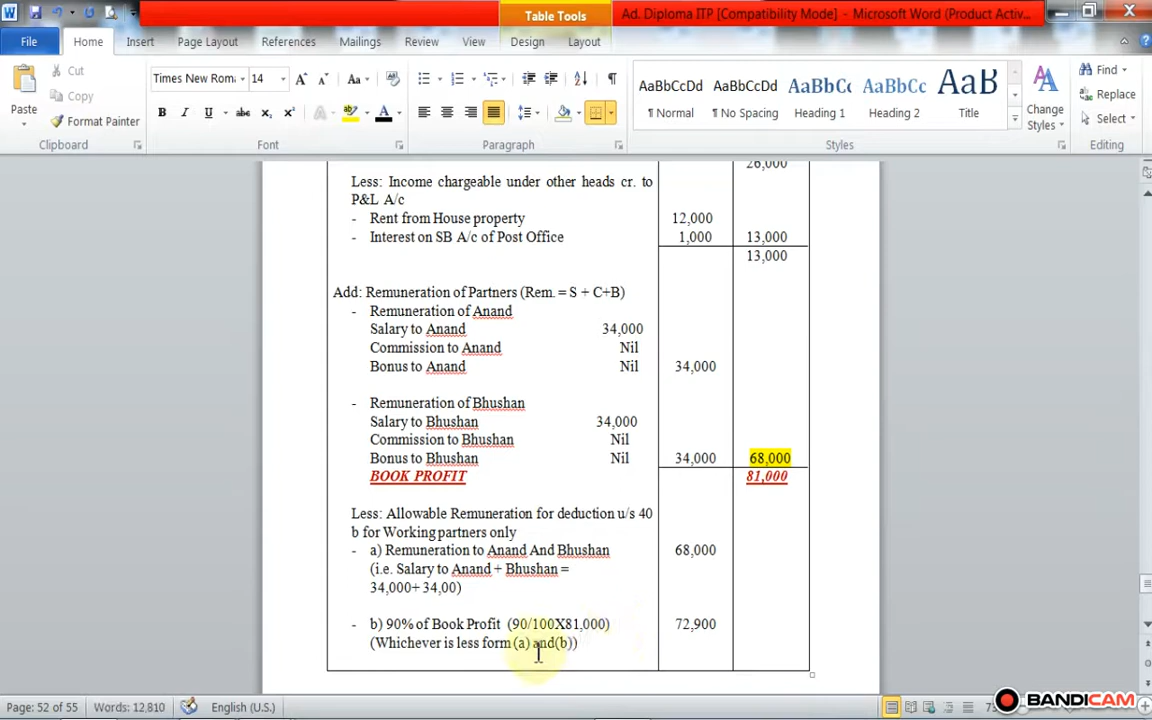 Table Tools
Ad. Diploma ITP [Compatibility Mode] - Microsoft Word (Product Activ...
File Home Insert Page Layout References Mailings Review View Design Layout
Paste
Cut
Copy
Format Painter
Times New Rom 14
AaBbCcDd AaBbCcDd AaBbCc AaBbCc AaB
¶ Normal ¶ No Spacing Heading 1 Heading 2 Title
Change Styles
Find
Replace
Select
Clipboard Font Paragraph Styles Editing
26,000
Less: Income chargeable under other heads cr. to
P&L A/c
- Rent from House property 12,000
- Interest on SB A/c of Post Office 1,000 13,000
13,000
Add: Remuneration of Partners (Rem. = S + C+B)
- Remuneration of Anand
Salary to Anand 34,000
Commission to Anand Nil
Bonus to Anand Nil 34,000
- Remuneration of Bhushan
Salary to Bhushan 34,000
Commission to Bhushan Nil
Bonus to Bhushan Nil 34,000 68,000
BOOK PROFIT 81,000
Less: Allowable Remuneration for deduction u/s 40
b for Working partners only
- a) Remuneration to Anand And Bhushan 68,000
(i.e. Salary to Anand + Bhushan =
34,000+ 34,00)
- b) 90% of Book Profit (90/100X81,000) 72,900
(Whichever is less form (a) and(b))
Page: 52 of 55 Words: 12,810 English (U.S.)
BANDICAM